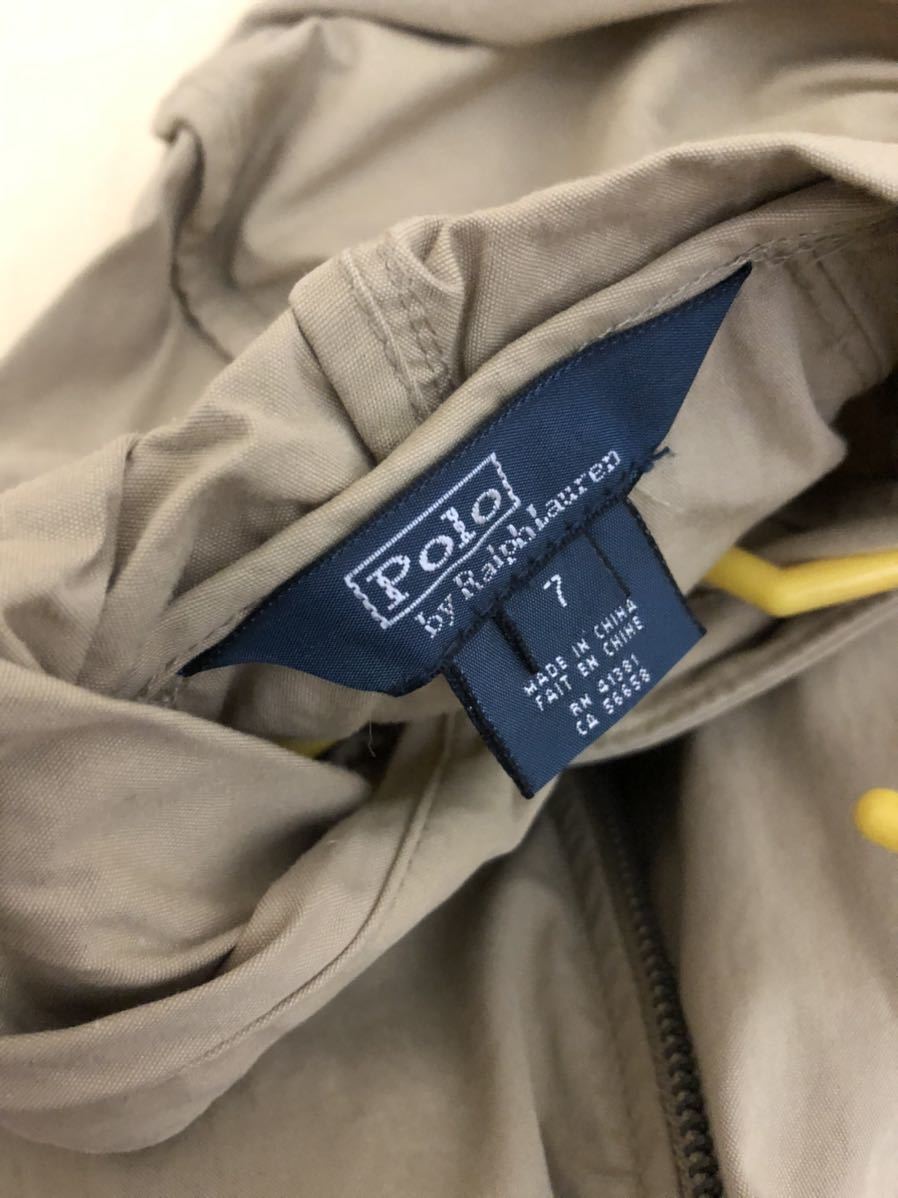 Polo
by Ralph Lauren
7
MADE IN CHINA
FAIT EN CHINE
RN 41381
CA 56658